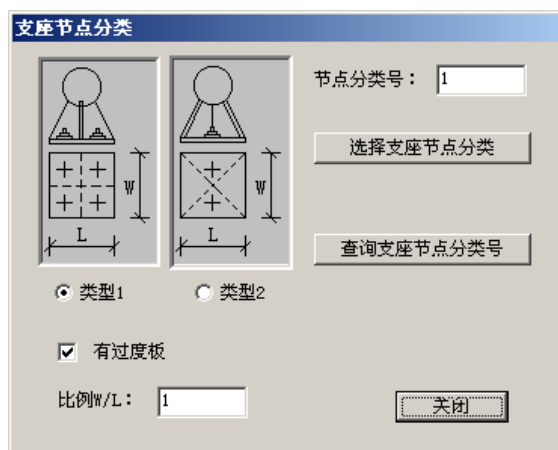 支座节点分类
节点分类号： 1
选择支座节点分类
W
W
L
L
查询支座节点分类号
类型1
类型2
有过度板
比例W/L： 1
关闭